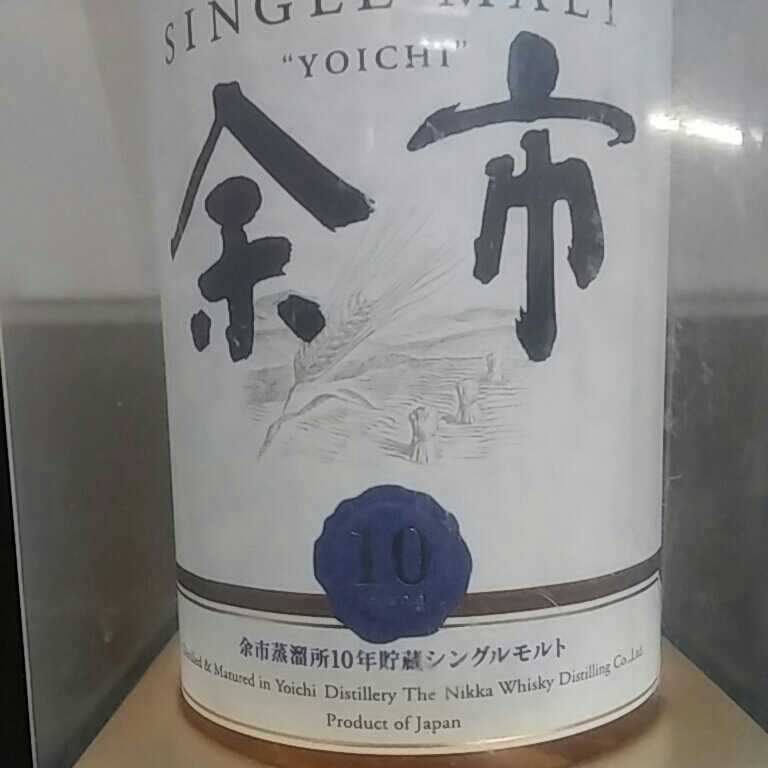 SINGLE MALT
"YOICHI"
余市
10
余市蒸溜所10年貯蔵シングルモルト
& Matured in Yoichi Distillery The Nikka Whisky Distilling Co.,Ltd.
Product of Japan